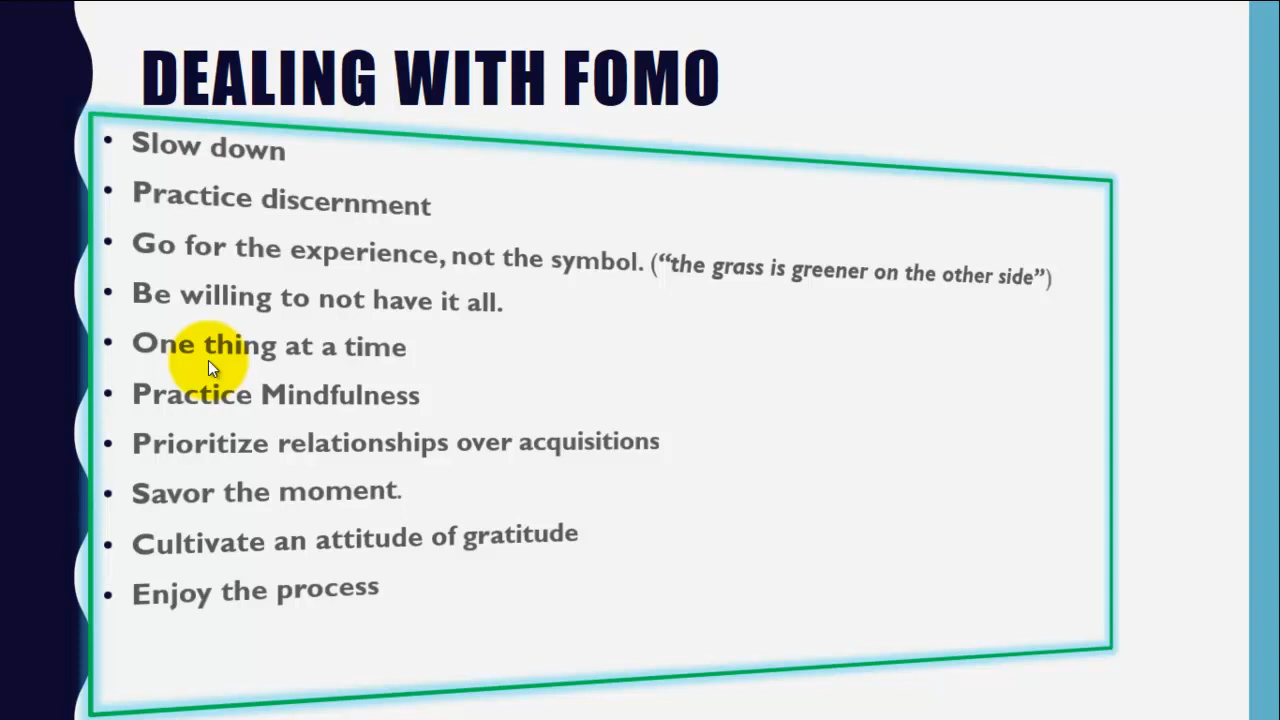 DEALING WITH FOMO
• Slow down
• Practice discernment
• Go for the experience, not the symbol. (“the grass is greener on the other side”)
• Be willing to not have it all.
• One thing at a time
• Practice Mindfulness
• Prioritize relationships over acquisitions
• Savor the moment.
• Cultivate an attitude of gratitude
• Enjoy the process